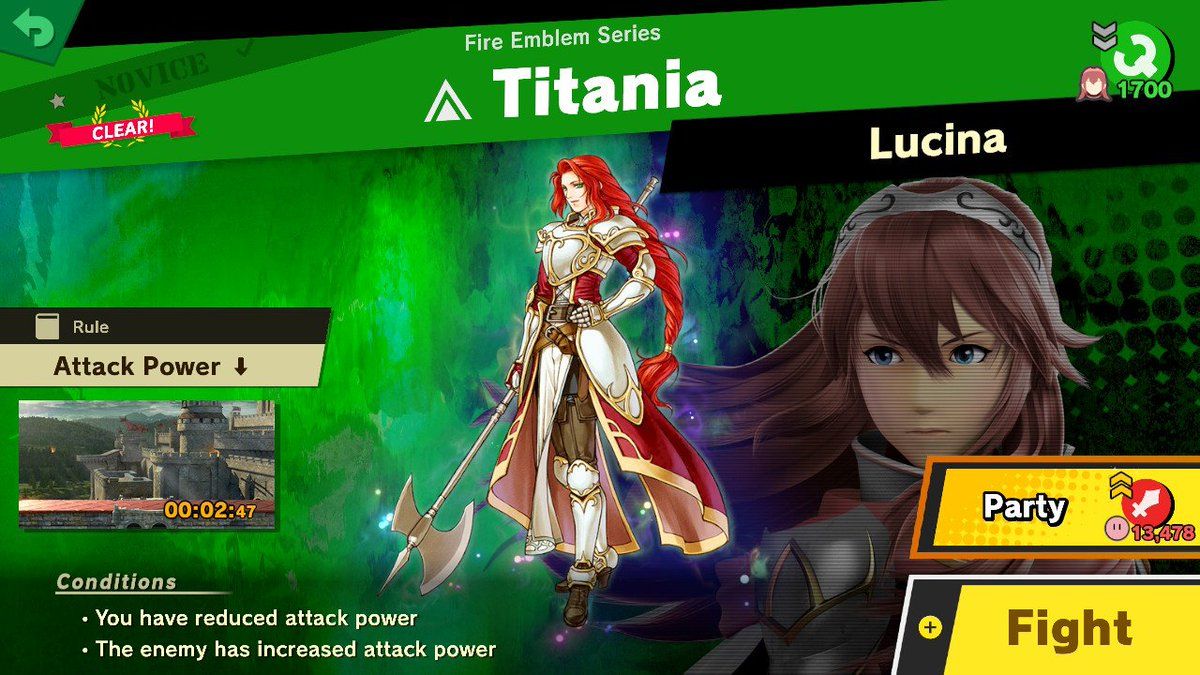 Fire Emblem Series
Titania
NOVICE
CLEAR!
1700
Lucina
Rule
Attack Power ⬇
00:02:47
Party
13,478
Conditions
• You have reduced attack power
• The enemy has increased attack power
+ Fight